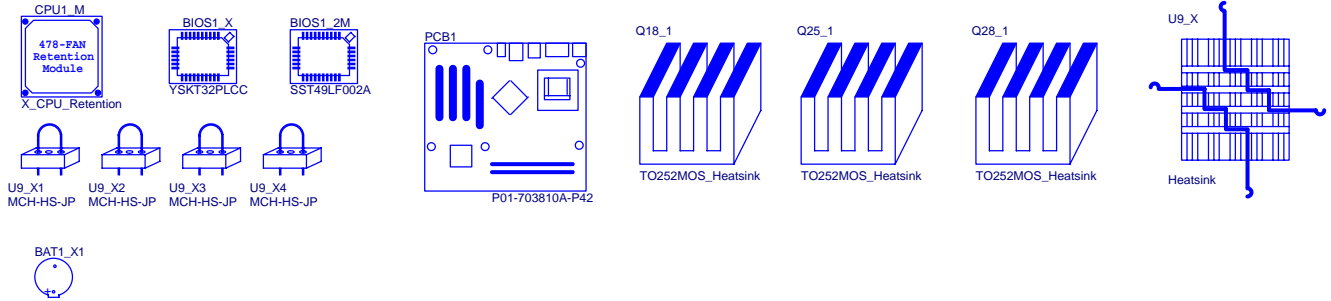 CPU1_M
478-FAN
Retention
Module
X_CPU_Retention
BIOS1_X
YSKT32PLCC
BIOS1_2M
SST49LF002A
PCB1
P01-703810A-P42
Q18_1
TO252MOS_Heatsink
Q25_1
TO252MOS_Heatsink
Q28_1
TO252MOS_Heatsink
U9_X
Heatsink
U9_X1
MCH-HS-JP
U9_X2
MCH-HS-JP
U9_X3
MCH-HS-JP
U9_X4
MCH-HS-JP
BAT1_X1
+